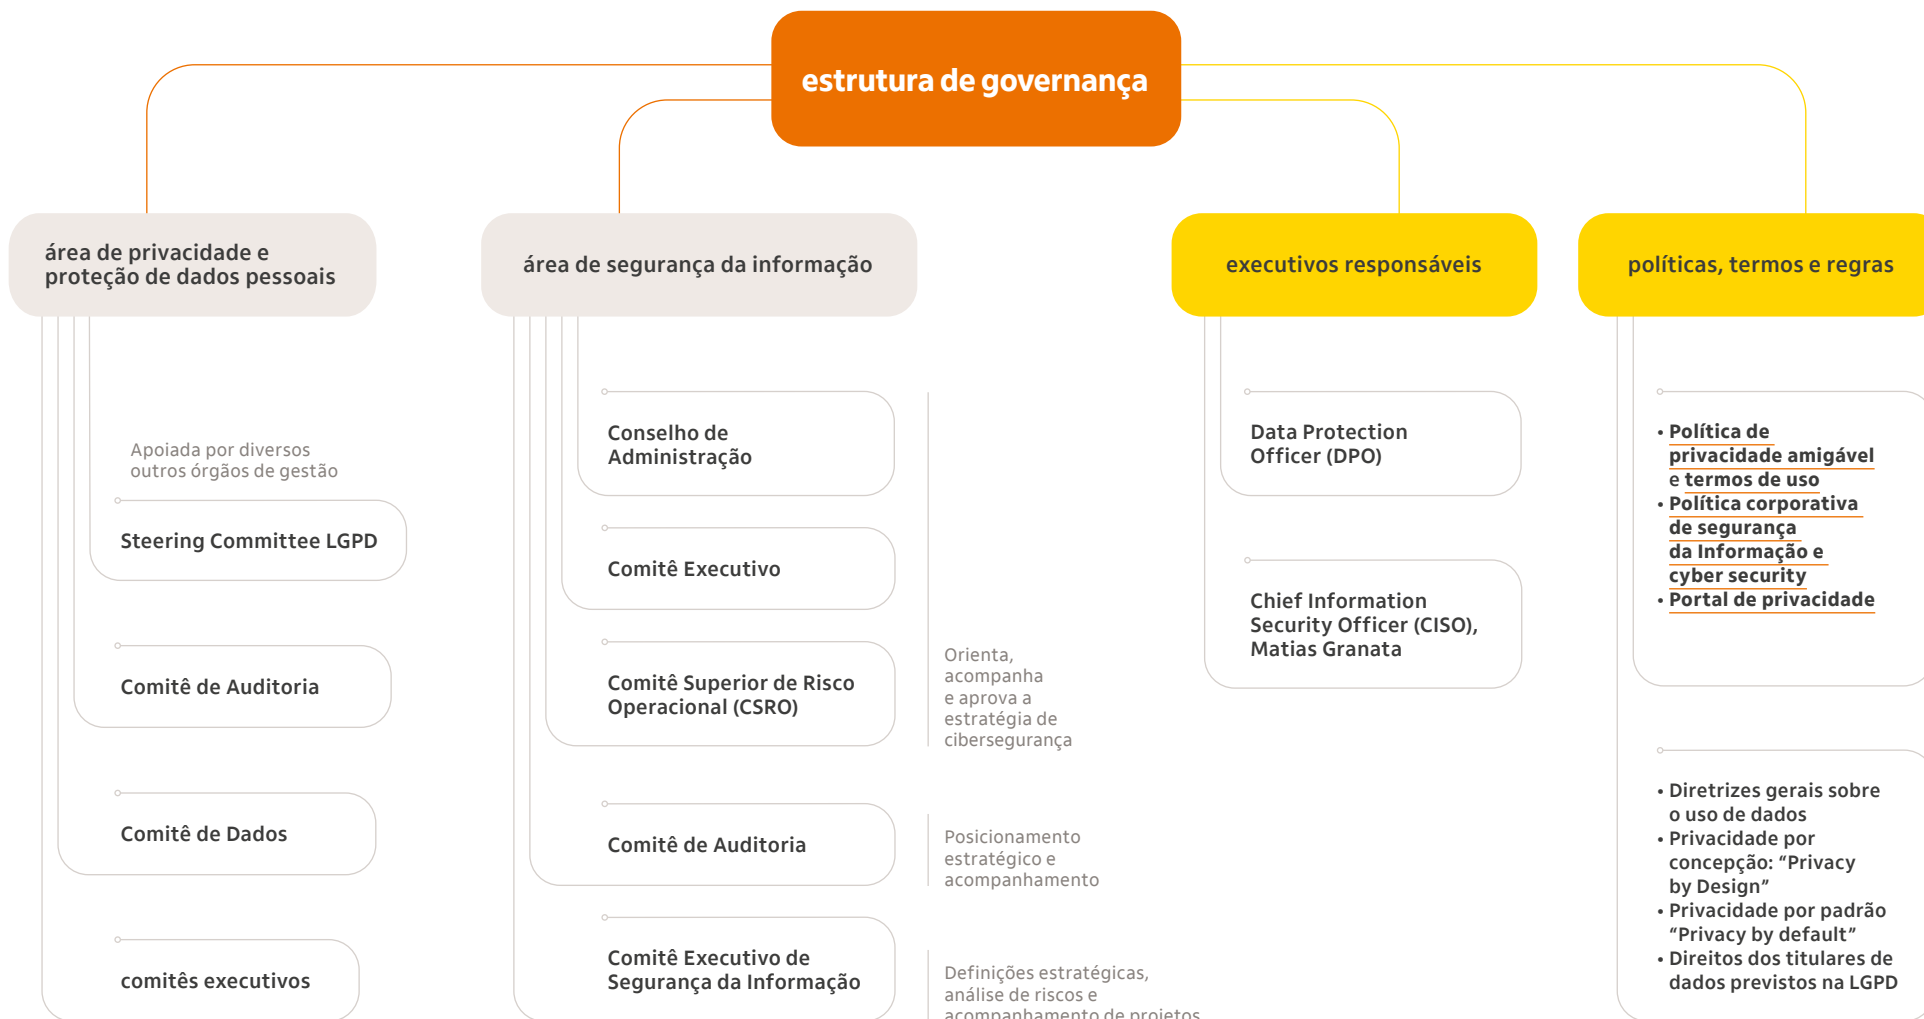 estrutura de governança
área de privacidade e
proteção de dados pessoais
Apoiada por diversos
outros órgãos de gestão
Steering Committee LGPD
Comitê de Auditoria
Comitê de Dados
comitês executivos
área de segurança da informação
Conselho de
Administração
Comitê Executivo
Comitê Superior de Risco
Operacional (CSRO)
Orienta,
acompanha
e aprova a
estratégia de
cibersegurança
Comitê de Auditoria
Posicionamento
estratégico e
acompanhamento
Comitê Executivo de
Segurança da Informação
Definições estratégicas,
análise de riscos e
acompanhamento de projetos
executivos responsáveis
Data Protection
Officer (DPO)
Chief Information
Security Officer (CISO),
Matias Granata
políticas, termos e regras
• Política de
privacidade amigável
e termos de uso
• Política corporativa
de segurança
da Informação e
cyber security
• Portal de privacidade
• Diretrizes gerais sobre
o uso de dados
• Privacidade por
concepção: “Privacy
by Design”
• Privacidade por padrão
“Privacy by default”
• Direitos dos titulares de
dados previstos na LGPD